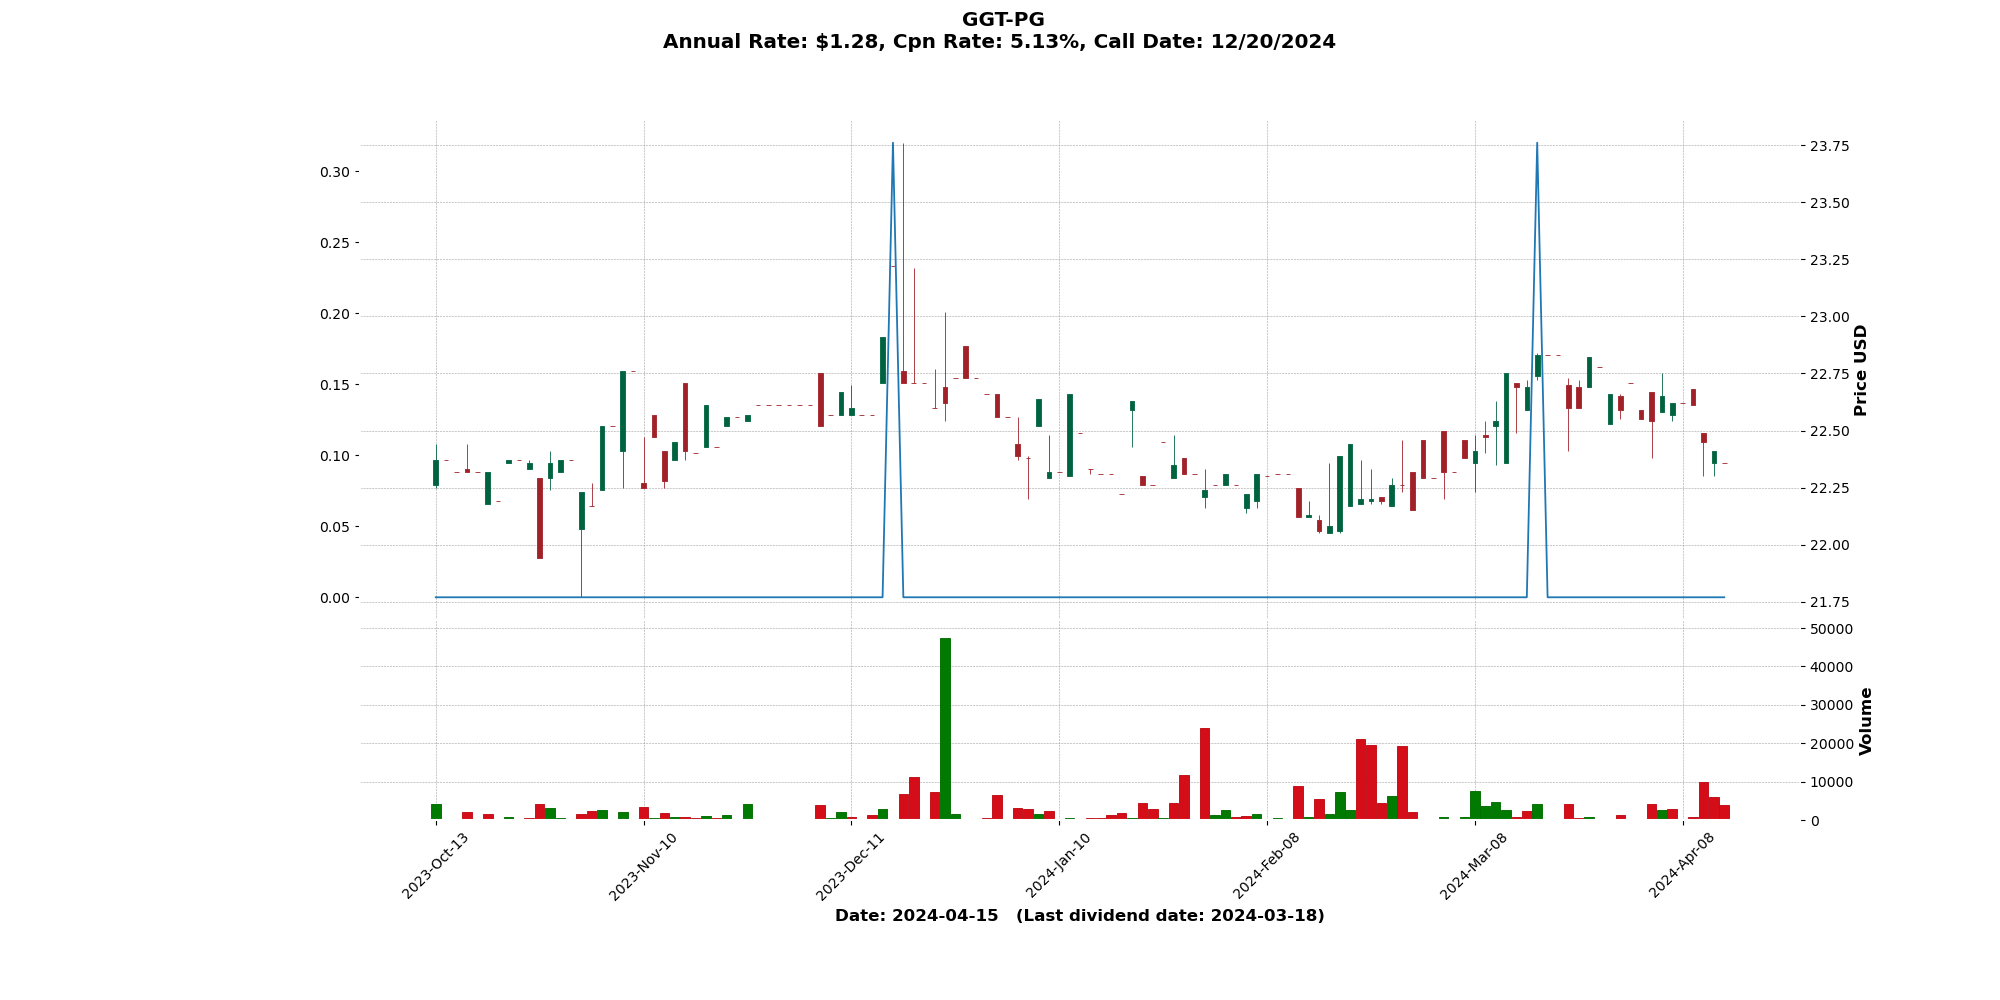 GGT-PG
Annual Rate: $1.28, Cpn Rate: 5.13%, Call Date: 12/20/2024
0.30
0.25
0.20
0.15
0.10
0.05
0.00
23.75
23.50
23.25
23.00
22.75
22.50
22.25
22.00
21.75
Price USD
50000
40000
30000
20000
10000
0
Volume
2023-Oct-13
2023-Nov-10
2023-Dec-11
2024-Jan-10
2024-Feb-08
2024-Mar-08
2024-Apr-08
Date: 2024-04-15 (Last dividend date: 2024-03-18)